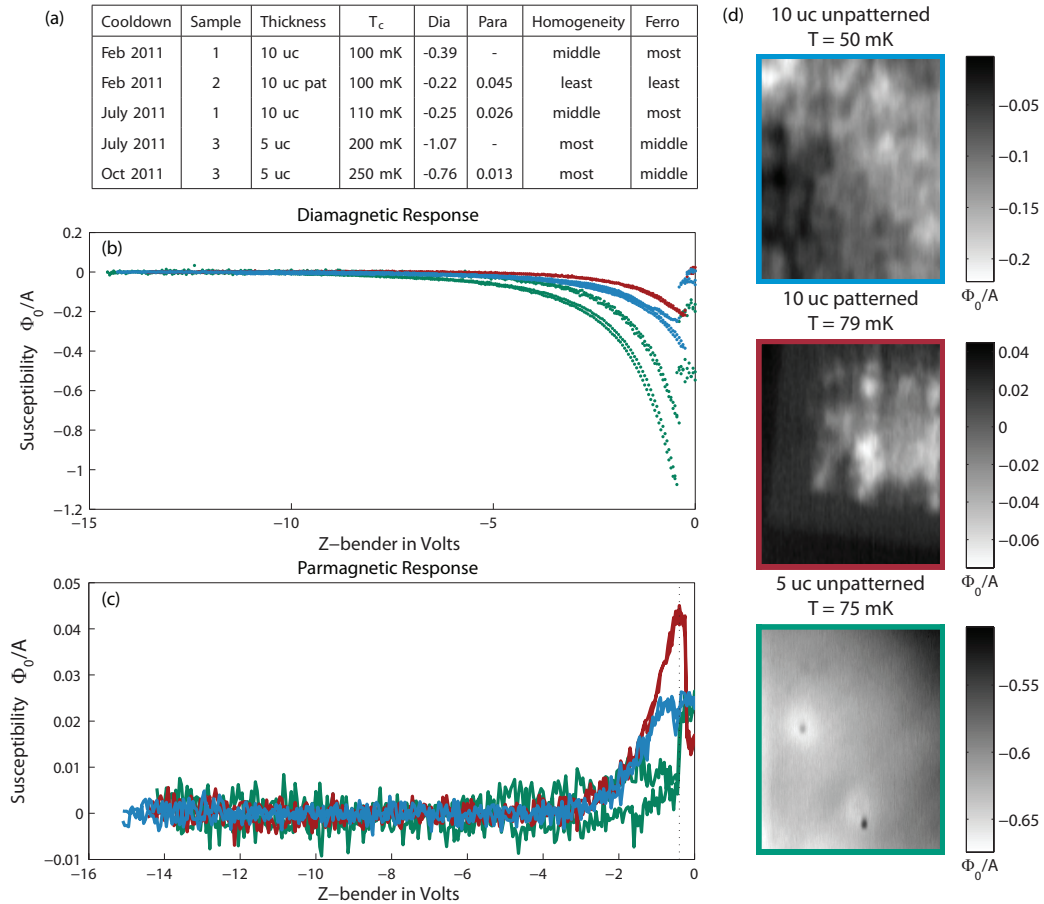 (a)
Cooldown Sample Thickness Tc Dia Para Homogeneity Ferro
Feb 2011 1 10 uc 100 mK -0.39 - middle most
Feb 2011 2 10 uc pat 100 mK -0.22 0.045 least least
July 2011 1 10 uc 110 mK -0.25 0.026 middle most
July 2011 3 5 uc 200 mK -1.07 - most middle
Oct 2011 3 5 uc 250 mK -0.76 0.013 most middle
Diamagnetic Response
(b)
Susceptibility Φ0/A
0.2
0
−0.2
−0.4
−0.6
−0.8
−1
−1.2
−15 −10 −5 0
Z−bender in Volts
Parmagnetic Response
(c)
Susceptibility Φ0/A
0.05
0.04
0.03
0.02
0.01
0
-0.01
−16 −14 −12 −10 −8 −6 −4 −2 0
Z−bender in Volts
(d)
10 uc unpatterned
T = 50 mK
−0.05
−0.1
−0.15
−0.2
Φ0/A
10 uc patterned
T = 79 mK
0.04
0.02
0
−0.02
−0.04
−0.06
Φ0/A
5 uc unpatterned
T = 75 mK
−0.55
−0.6
−0.65
Φ0/A